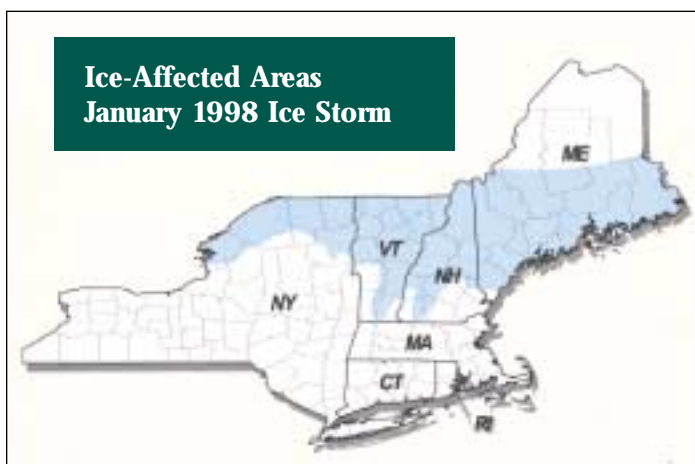 Ice-Affected Areas
January 1998 Ice Storm
ME
VT
NH
NY
MA
CT
RI